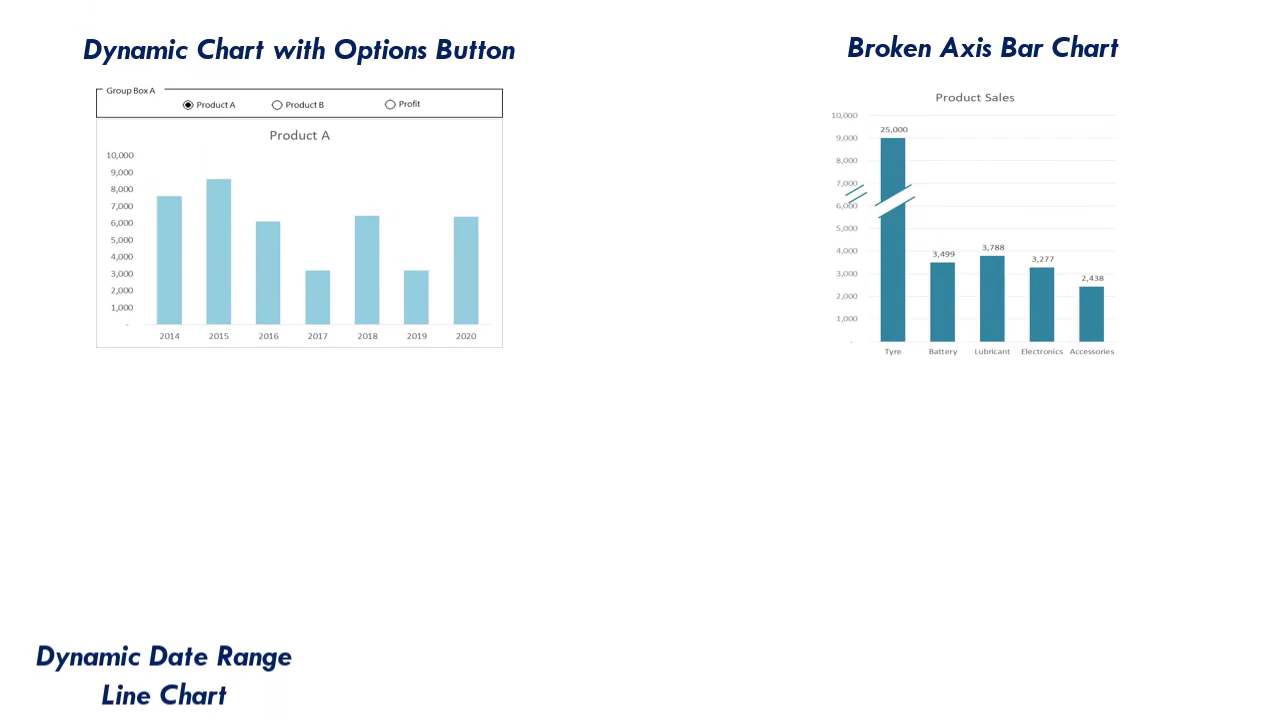 Dynamic Chart with Options Button
Group Box A
Product A Product B Profit
Product A
10,000
9,000
8,000
7,000
6,000
5,000
4,000
3,000
2,000
1,000
-
2014 2015 2016 2017 2018 2019 2020
Broken Axis Bar Chart
Product Sales
10,000
9,000
8,000
7,000
6,000
5,000
4,000
3,000
2,000
1,000
-
25,000
3,499
3,788
3,277
2,438
Tyre Battery Lubricant Electronics Accessories
Dynamic Date Range
Line Chart